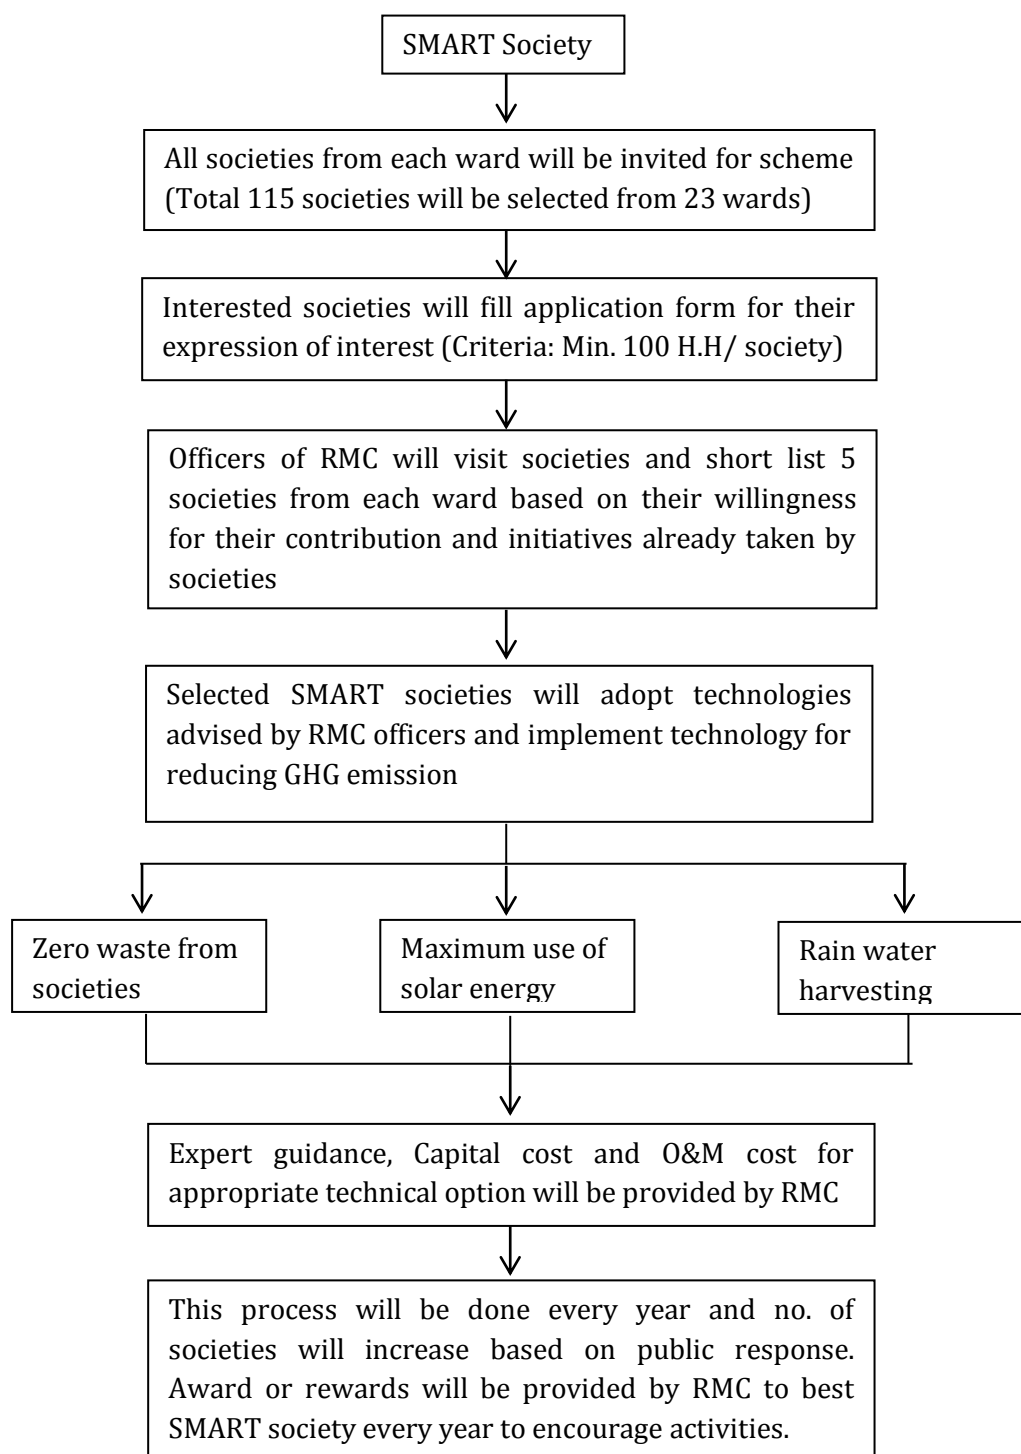 SMART Society
All societies from each ward will be invited for scheme
(Total 115 societies will be selected from 23 wards)
Interested societies will fill application form for their
expression of interest (Criteria: Min. 100 H.H/ society)
Officers of RMC will visit societies and short list 5
societies from each ward based on their willingness
for their contribution and initiatives already taken by
societies
Selected SMART societies will adopt technologies
advised by RMC officers and implement technology for
reducing GHG emission
Zero waste from
societies
Maximum use of
solar energy
Rain water
harvesting
Expert guidance, Capital cost and O&M cost for
appropriate technical option will be provided by RMC
This process will be done every year and no. of
societies will increase based on public response.
Award or rewards will be provided by RMC to best
SMART society every year to encourage activities.